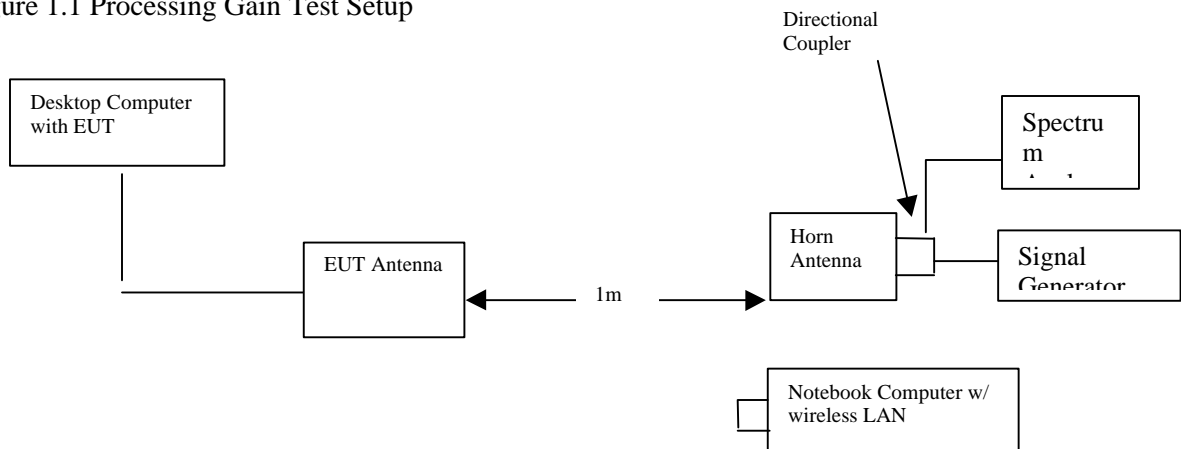 ure 1.1 Processing Gain Test Setup
Directional
Coupler
Desktop Computer
with EUT
Spectru
m
Horn
Antenna
EUT Antenna
Signal
Generator
1m
Notebook Computer w/
wireless LAN